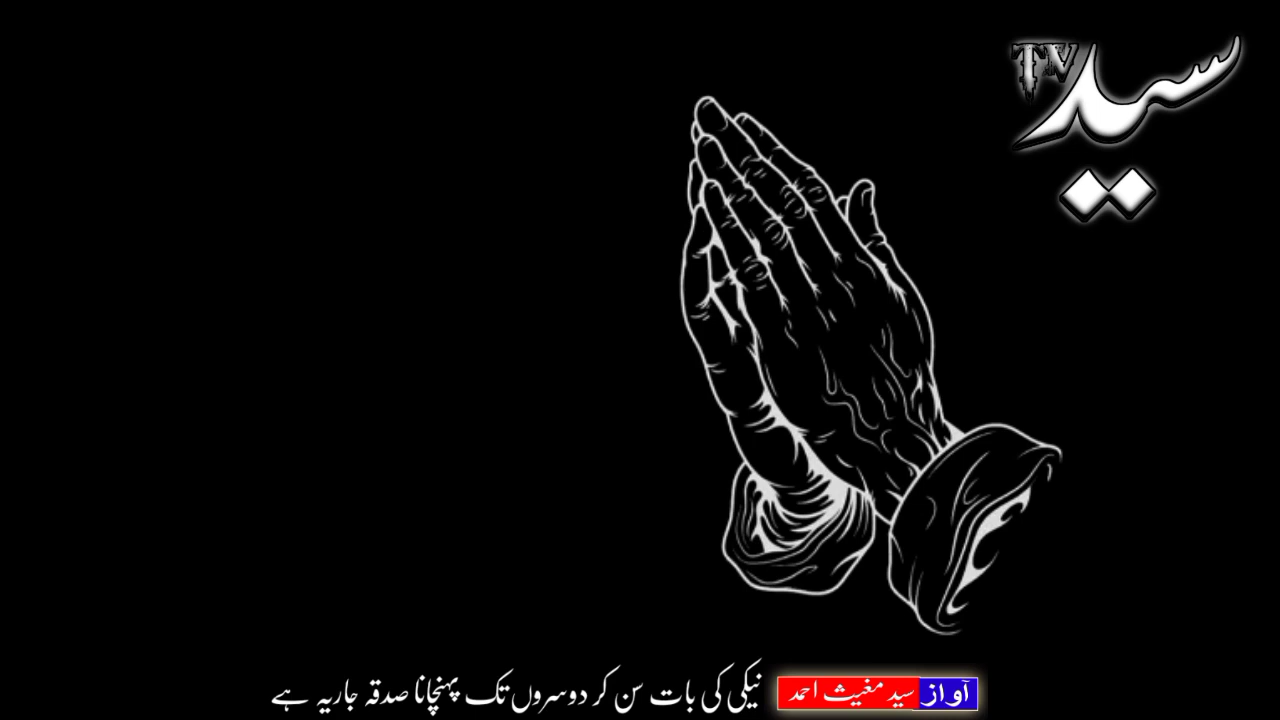 سید TV
آواز سید مغیث احمد نیکی کی بات سن کر دوسروں تک پہنچانا صدقہ جاریہ ہے